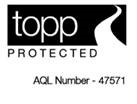 topp
PROTECTED
AQL Number - 47571